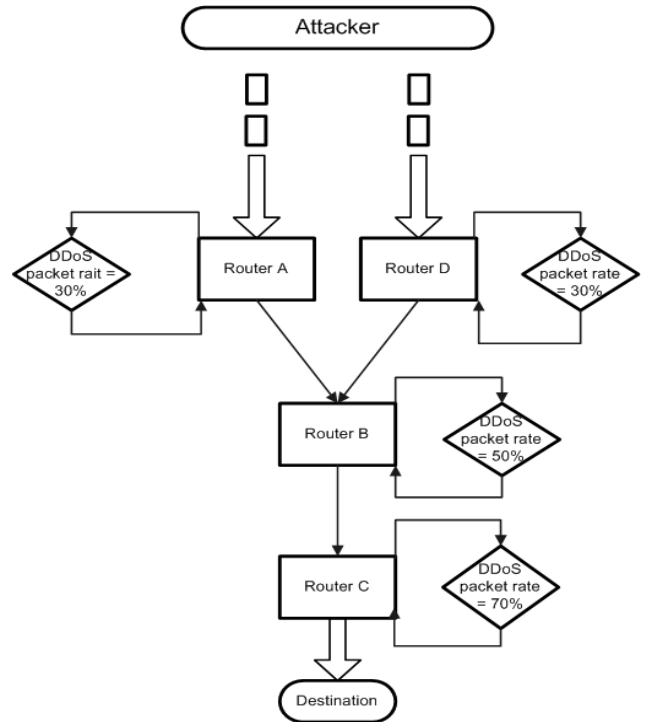 Attacker
DDoS
packet rait =
30%
Router A
Router D
DDoS
packet rate
= 30%
Router B
DDoS
packet rate
= 50%
Router C
DDoS
packet rate
= 70%
Destination